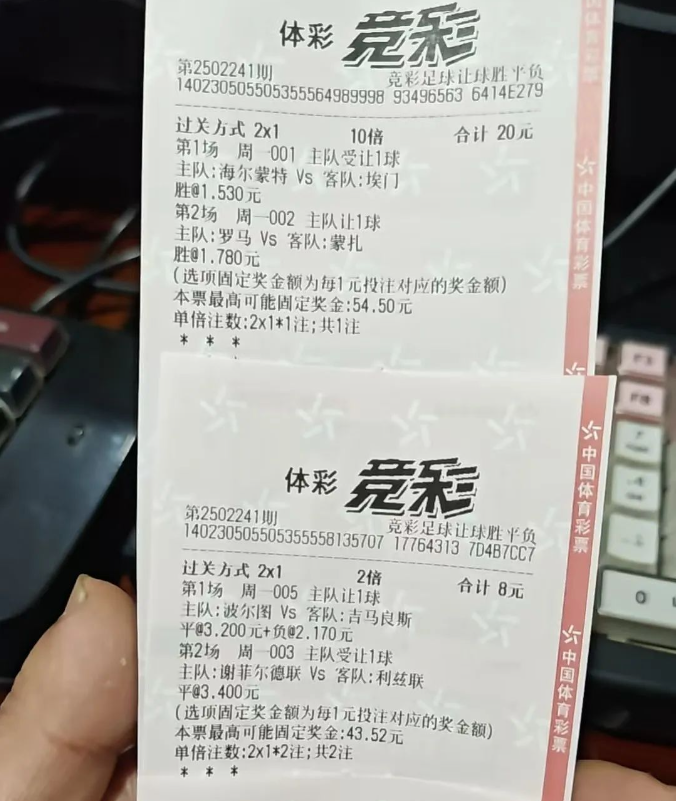 体彩 竞彩
第2502241期 竞彩足球让球胜平负
140230505505355564989998 93496563 6414E279
过关方式 2x1 10倍 合计 20元
第1场 周一001 主队受让1球
主队:海尔蒙特 Vs 客队:埃门
胜@1.530元
第2场 周一002 主队让1球
主队:罗马 Vs 客队:蒙扎
胜@1.780元
(选项固定奖金额为每1元投注对应的奖金额)
本票最高可能固定奖金:54.50元
单倍注数:2x1*1注;共1注
* * *
中国体育彩票
体彩 竞彩
第2502241期 竞彩足球让球胜平负
140230505505355558135707 17764313 7D4B7CC7
过关方式 2x1 2倍 合计 8元
第1场 周一005 主队让1球
主队:波尔图 Vs 客队:吉马良斯
平@3.200元+负@2.170元
第2场 周一003 主队受让1球
主队:谢菲尔德联 Vs 客队:利兹联
平@3.400元
(选项固定奖金额为每1元投注对应的奖金额)
本票最高可能固定奖金:43.52元
单倍注数:2x1*2注;共2注
* * *
中国体育彩票
中国体育彩票